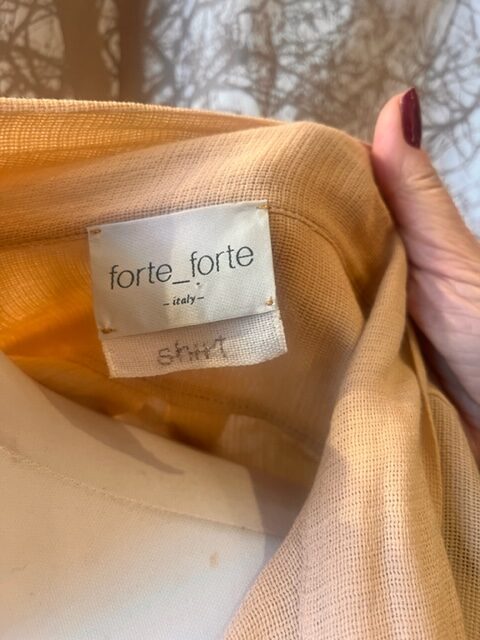 forte_forte
– italy –
shirt